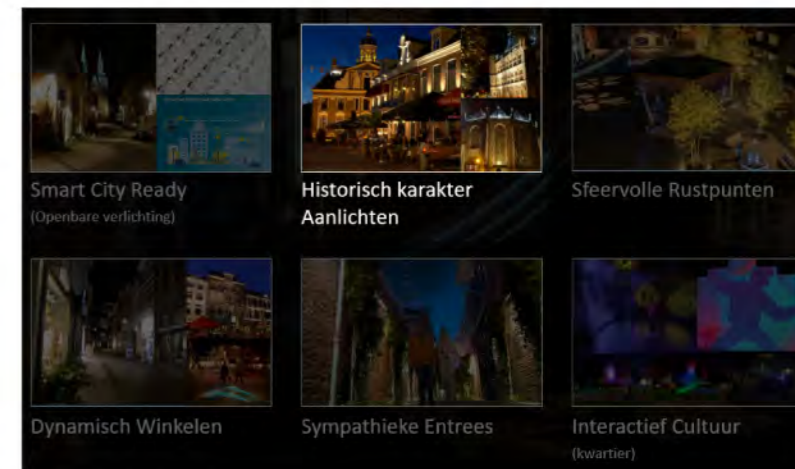 Smart City Ready
(Openbare verlichting)
Historisch karakter
Aanlichten
Sfeervolle Rustpunten
Dynamisch Winkelen
Sympathieke Entrees
Interactief Cultuur
(kwartier)